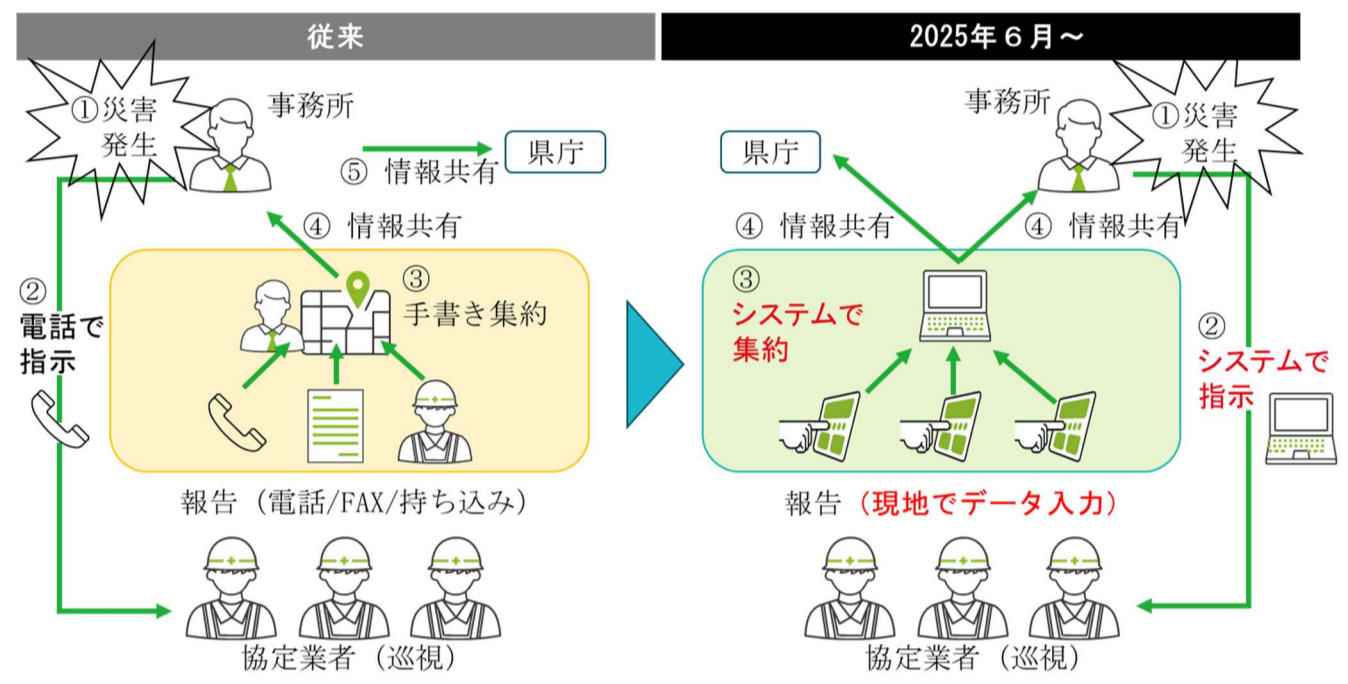 従来
①災害
発生
事務所
⑤ 情報共有
県庁
④ 情報共有
②
電話で
指示
③
手書き集約
報告（電話/FAX/持ち込み）
協定業者（巡視）
2025年６月～
県庁
事務所
①災害
発生
④ 情報共有
④ 情報共有
③
システムで
集約
②
システムで
指示
報告（現地でデータ入力）
協定業者（巡視）